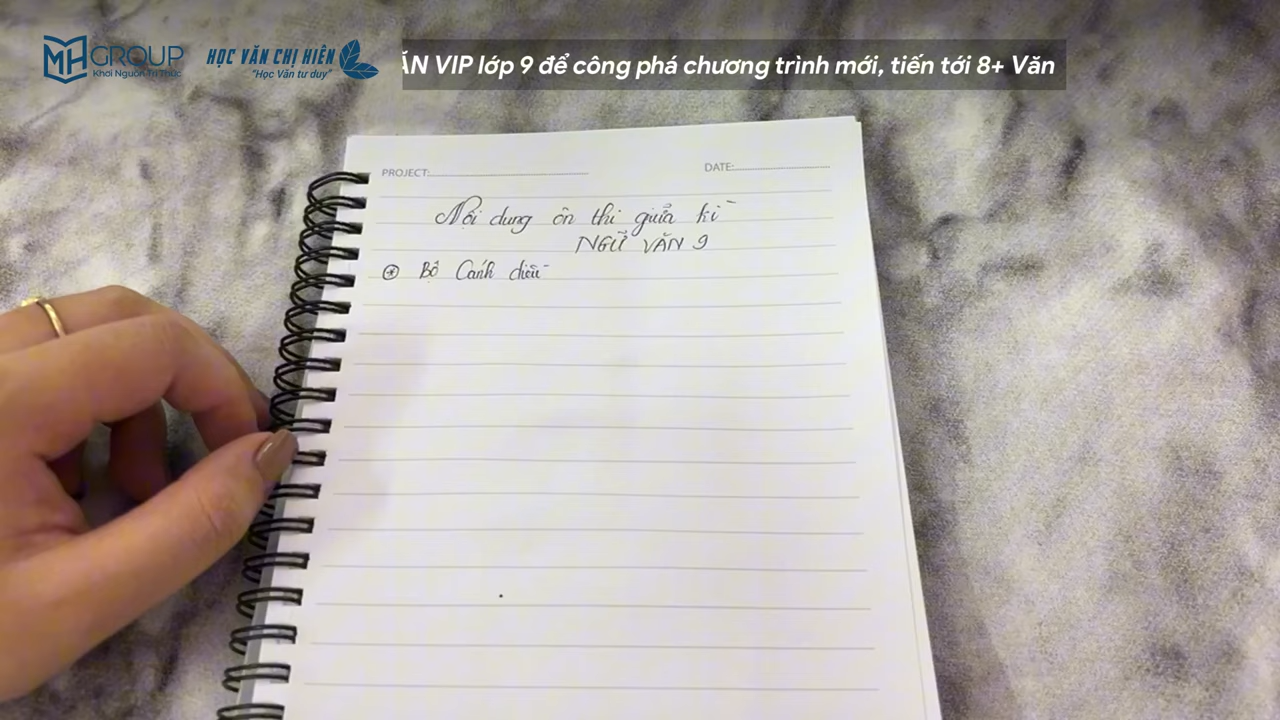 MH GROUP
Khơi Nguồn Tri Thức
HỌC VĂN CHỊ HIÊN
"Học Văn tư duy"
ĂN VIP lớp 9 để công phá chương trình mới, tiến tới 8+ Văn
PROJECT:
DATE:
Nội dung ôn thi giữa kì
NGỮ VĂN 9
Bộ Cánh diều